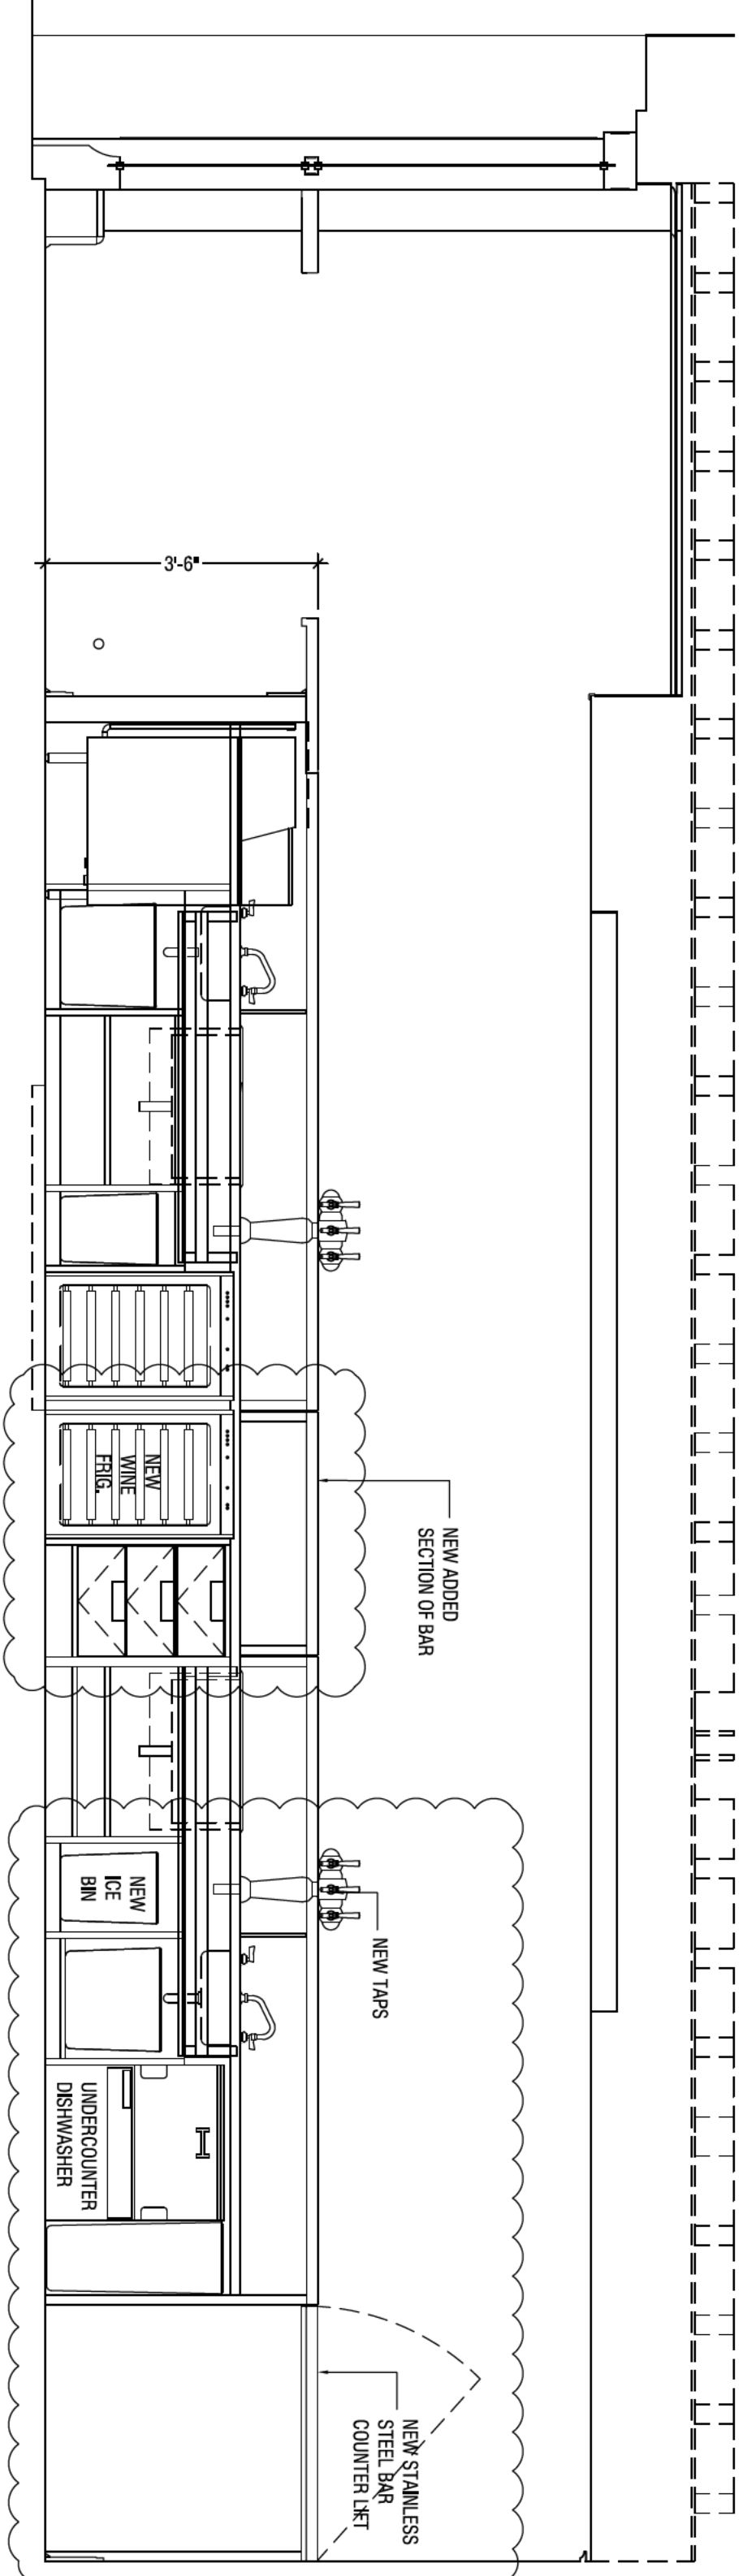 3'-6"
NEW ADDED
SECTION OF BAR
NEW
WINE
FRIG.
NEW TAPS
NEW
ICE
BIN
UNDERCOUNTER
DISHWASHER
NEW STAINLESS
STEEL BAR
COUNTER LIFT